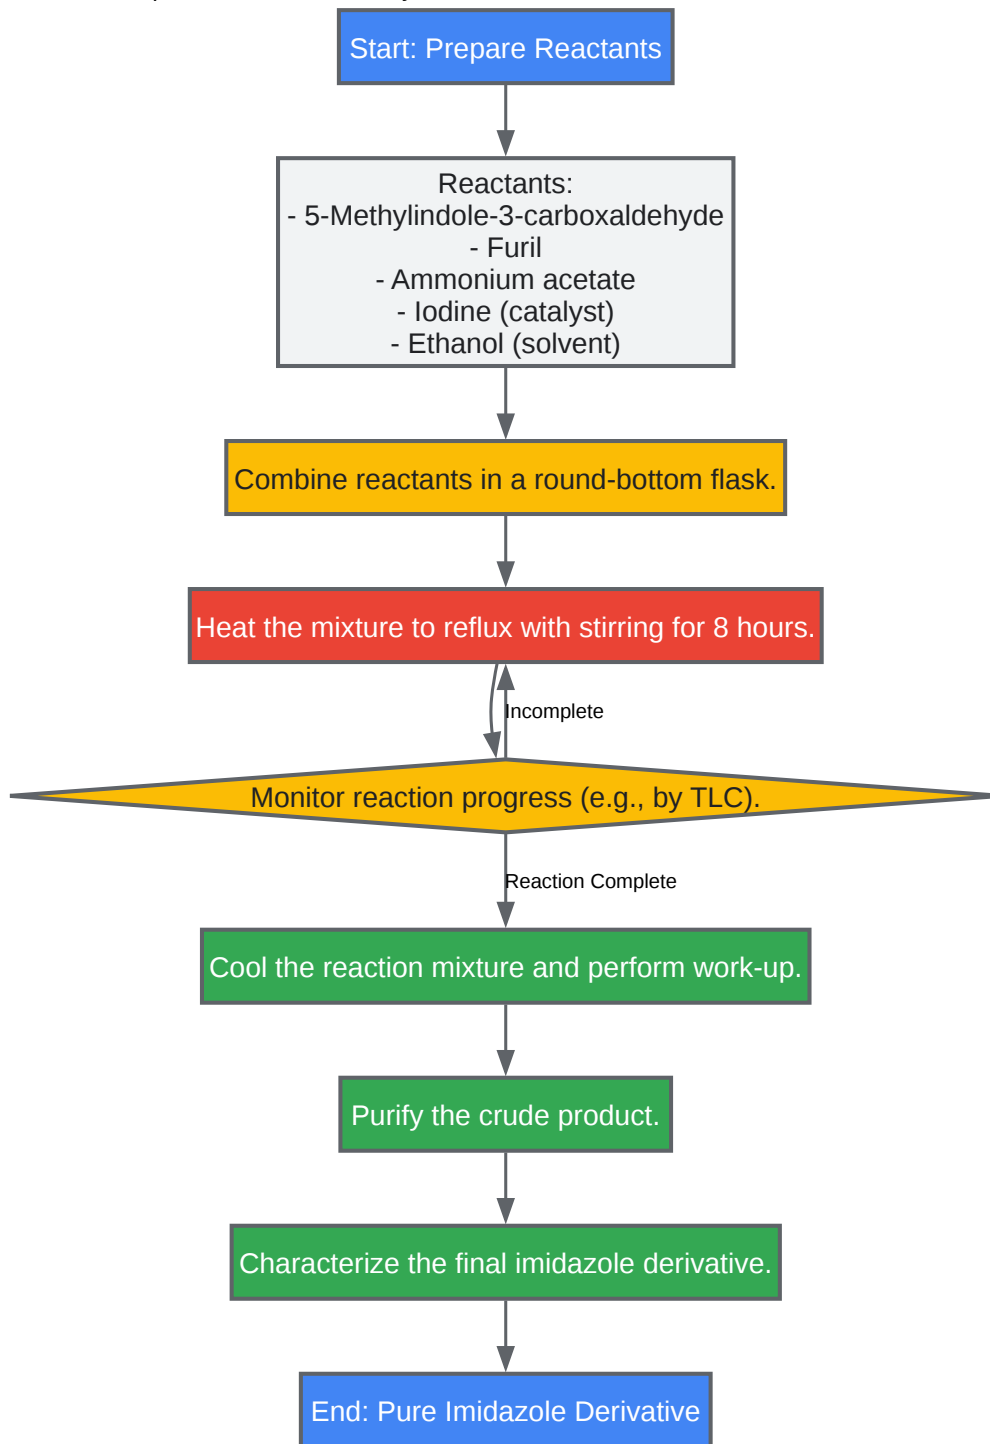 Start: Prepare Reactants
Reactants:
- 5-Methylindole-3-carboxaldehyde
- Furil
- Ammonium acetate
- Iodine (catalyst)
- Ethanol (solvent)
Combine reactants in a round-bottom flask.
Heat the mixture to reflux with stirring for 8 hours.
Incomplete
Monitor reaction progress (e.g., by TLC).
Reaction Complete
Cool the reaction mixture and perform work-up.
Purify the crude product.
Characterize the final imidazole derivative.
End: Pure Imidazole Derivative